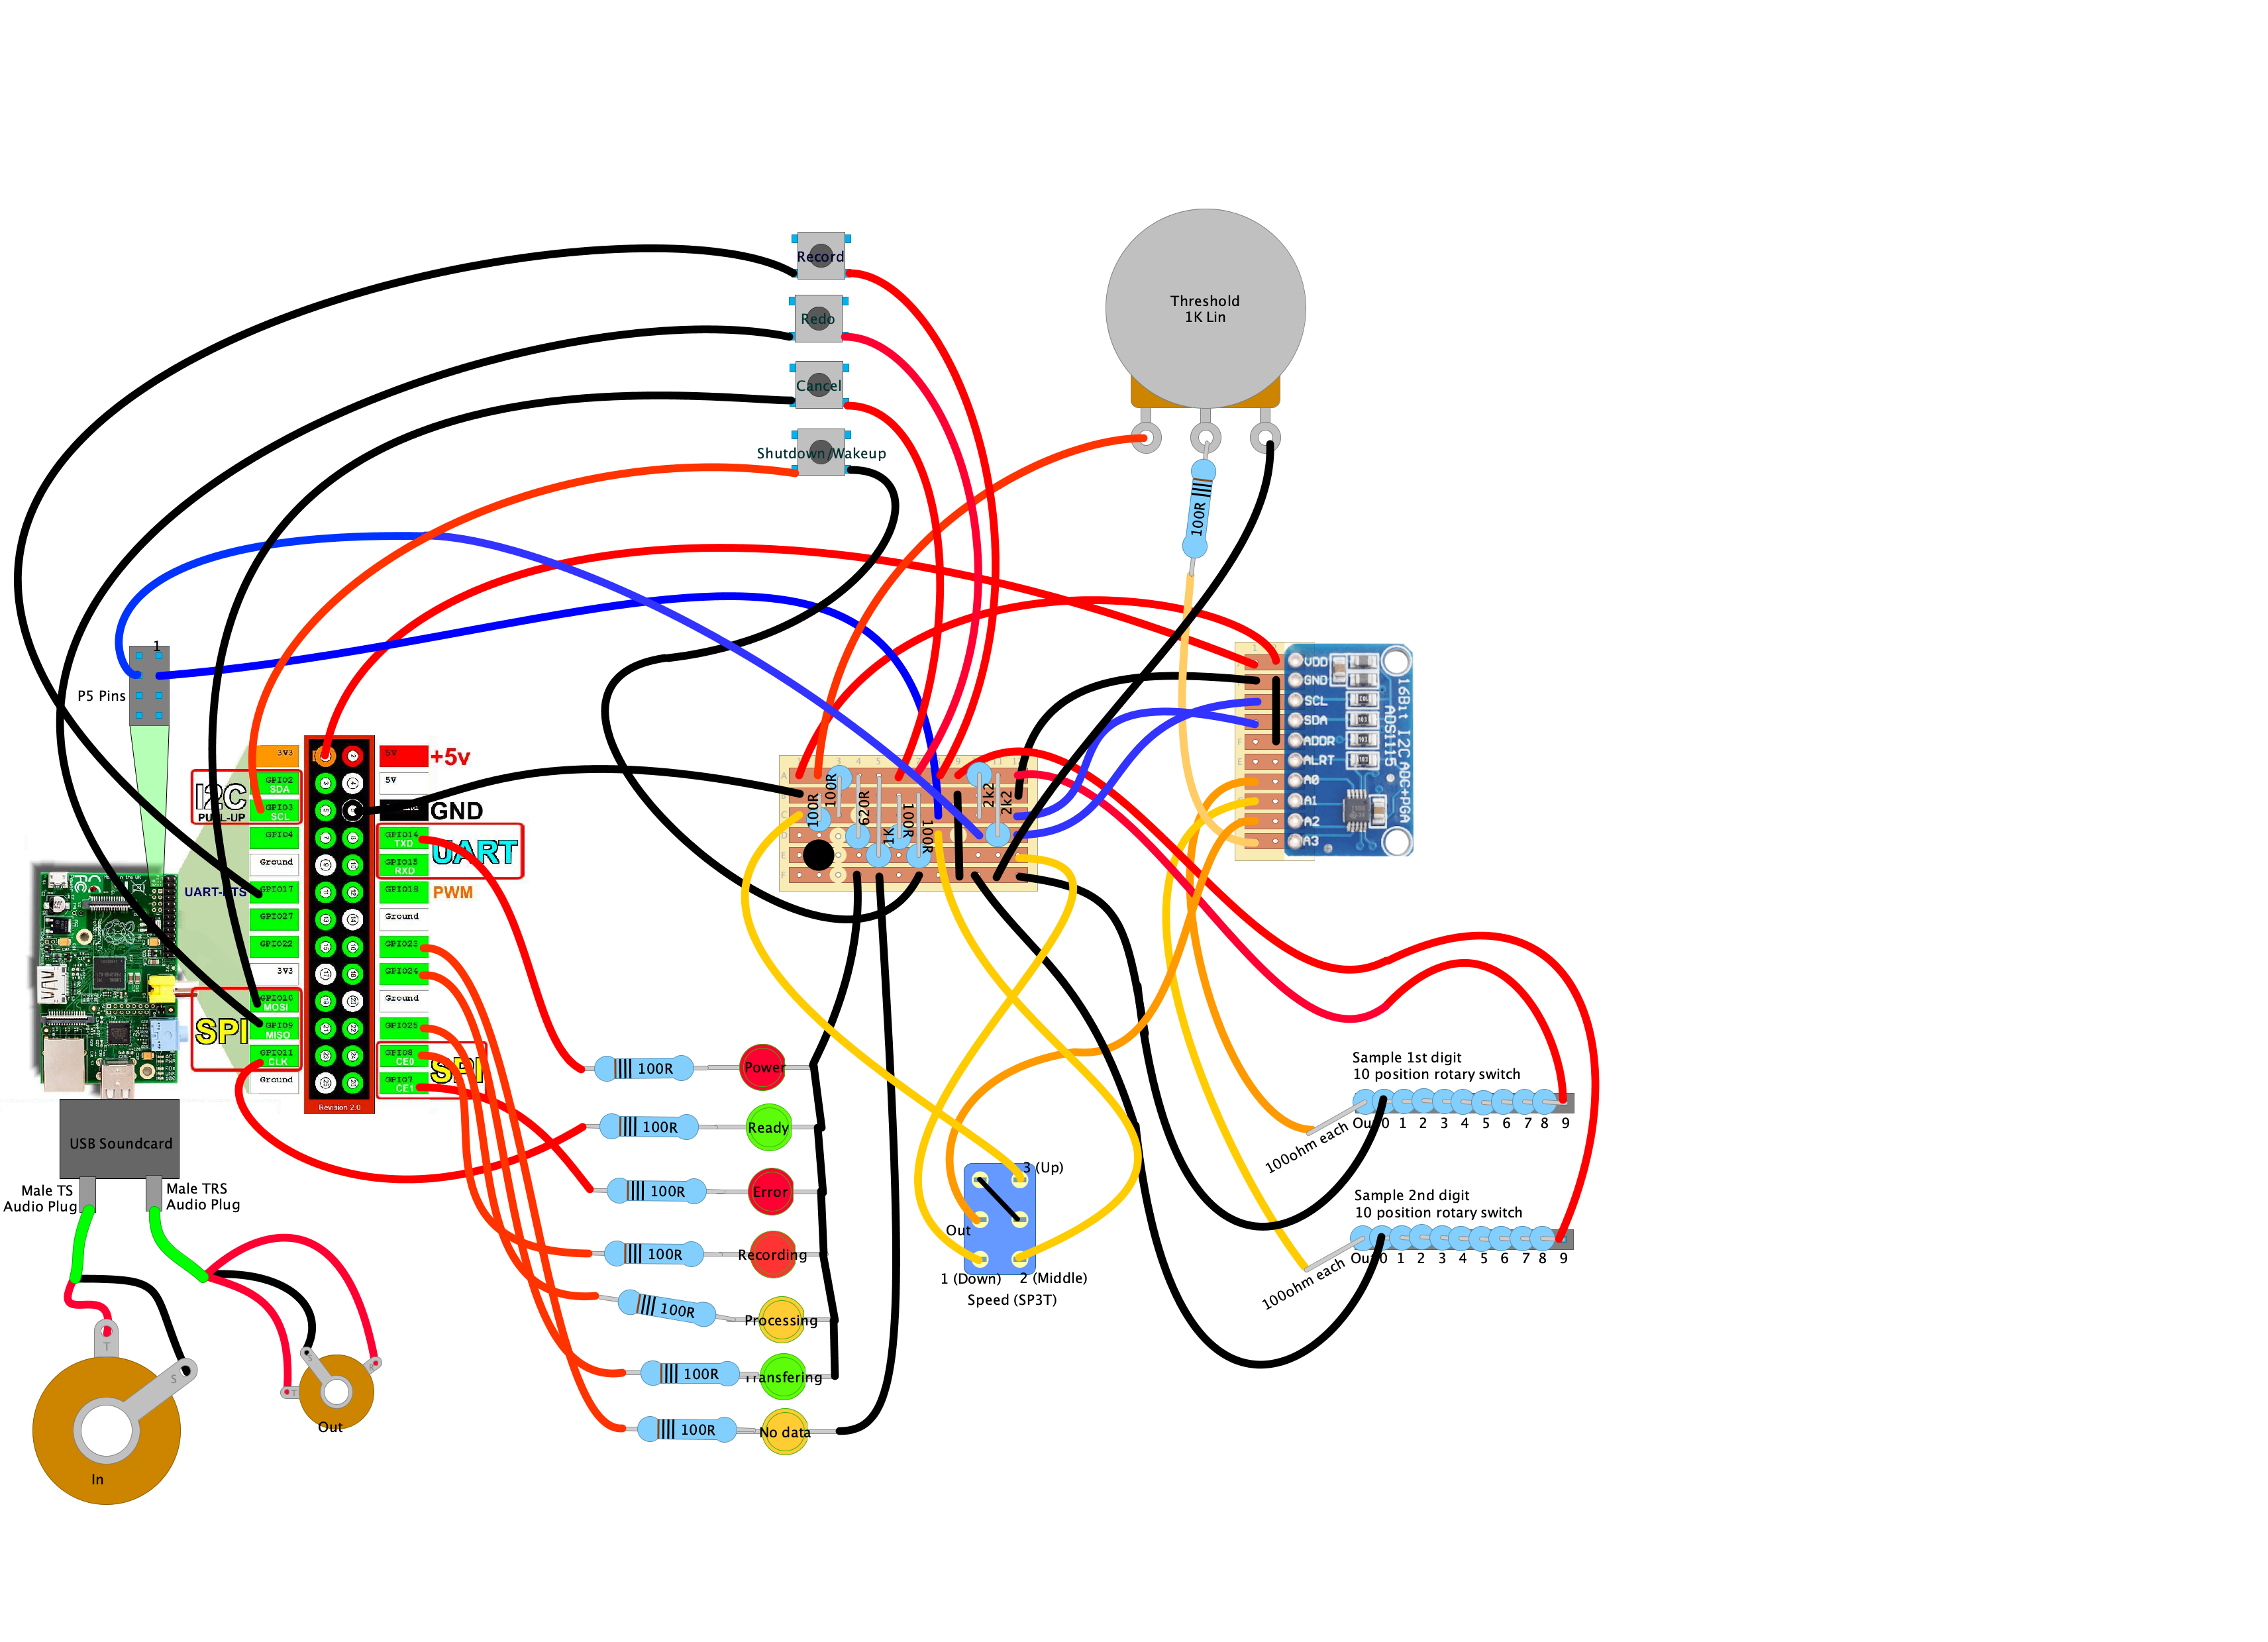 Record
Redo
Cancel
Shutdown/Wakeup
Threshold
1K Lin
100R
1
P5 Pins
VDD
GND
SCL
SDA
ADDR
ALRT
A0
A1
A2
A3
16Bit I2C ADC+PGA
ADS1115
3V3
5V
+5v
GPIO2
SDA
5V
I2C
PULL-UP
GPIO3
SCL
GND
GPIO4
GPIO14
TXD
UART
Ground
GPIO15
RXD
GPIO17
GPIO18
PWM
GPIO27
Ground
GPIO22
GPIO23
3V3
GPIO24
GPIO10
MOSI
Ground
SPI
GPIO9
MISO
GPIO25
GPIO11
CLK
GPIO8
CE0
SPI
Ground
GPIO7
CE1
Revision 2.0
100R
100R
620R
1K
100R
100R
2k2
2k2
100R
Power
100R
Ready
100R
Error
100R
Recording
100R
Processing
100R
Transfering
100R
No data
USB Soundcard
Male TS
Audio Plug
Male TRS
Audio Plug
T
S
In
S
T
Out
3 (Up)
Out
1 (Down)
2 (Middle)
Speed (SP3T)
Sample 1st digit
10 position rotary switch
Out 0 1 2 3 4 5 6 7 8 9
100ohm each
Sample 2nd digit
10 position rotary switch
Out 0 1 2 3 4 5 6 7 8 9
100ohm each